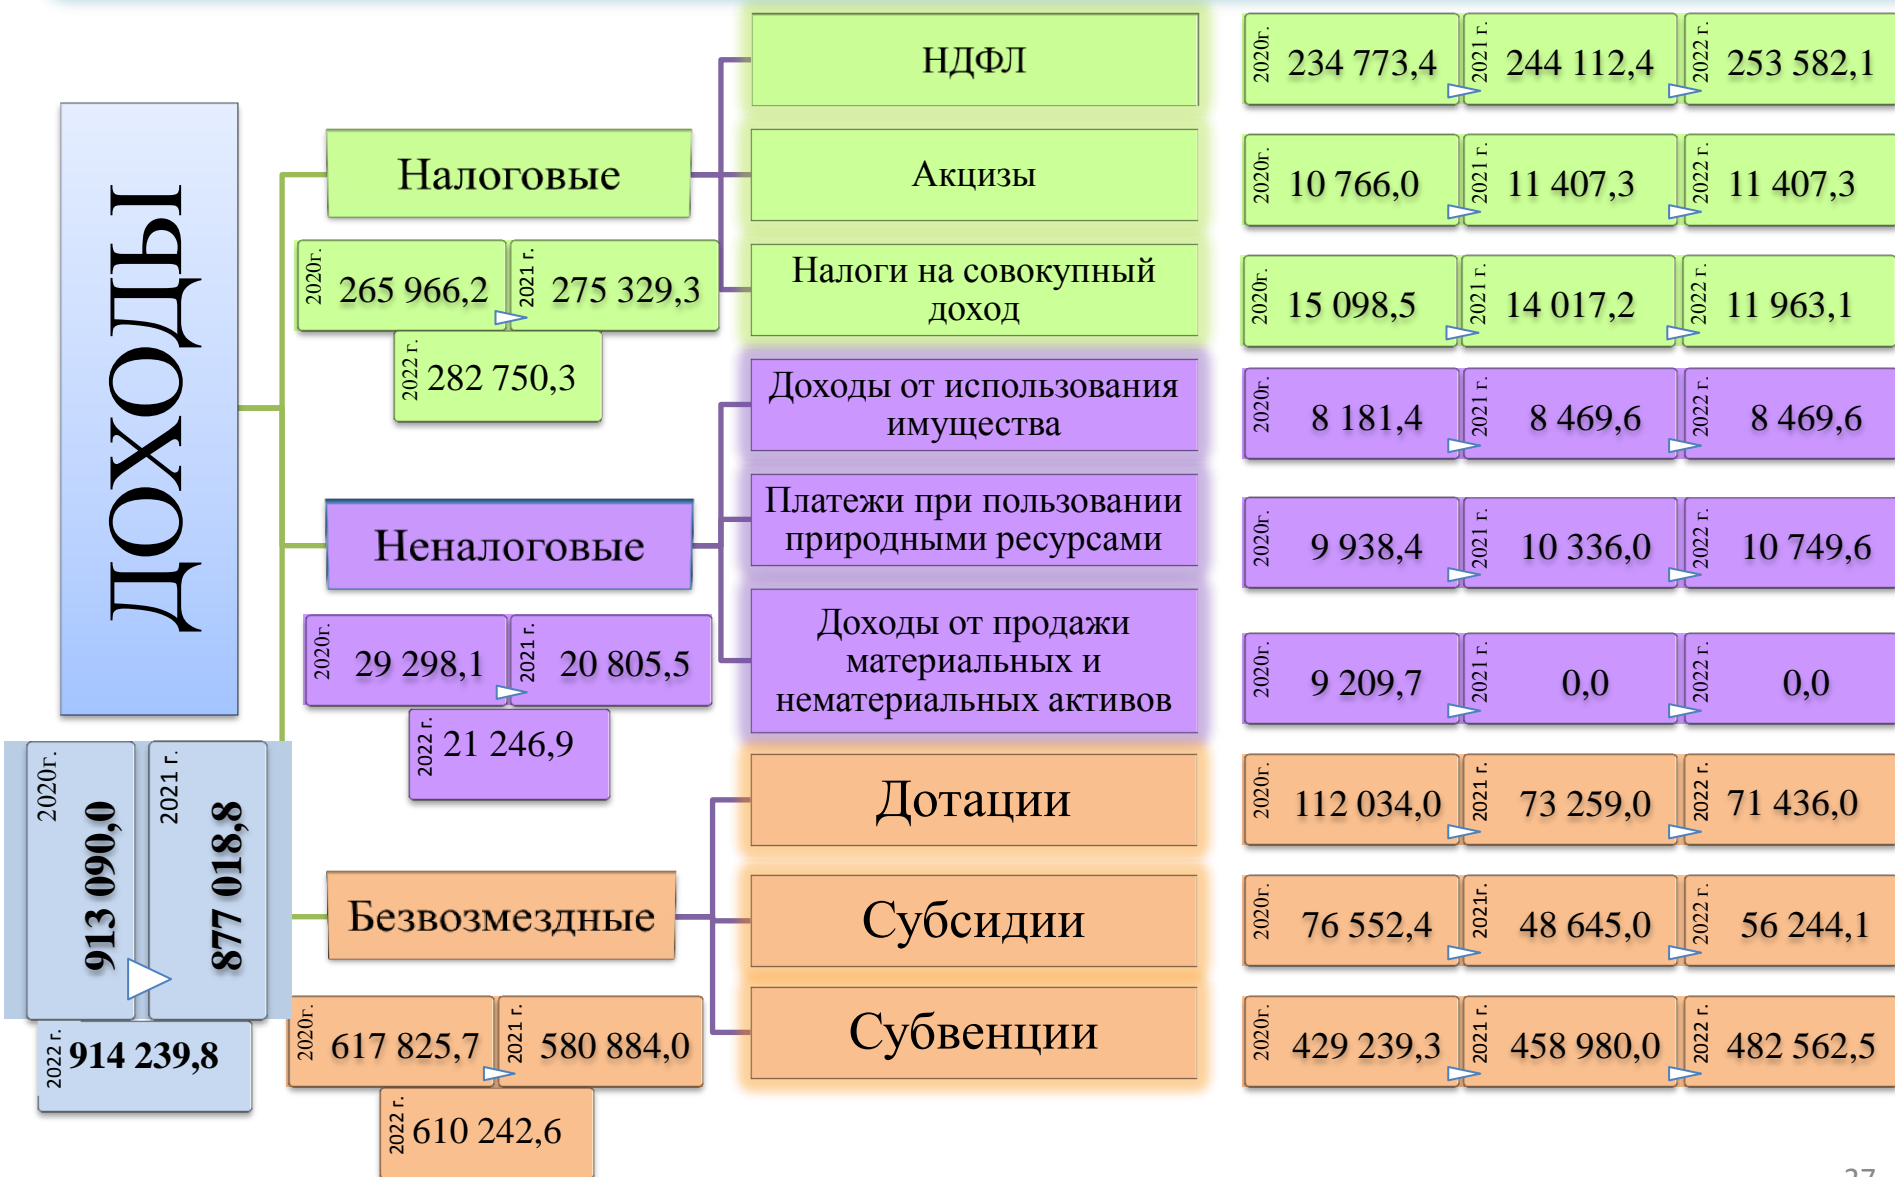 ДОХОДЫ
2020г.
913 090,0
2021 г.
877 018,8
2022 г.
914 239,8
Налоговые
2020г.
265 966,2
2021 г.
275 329,3
2022 г.
282 750,3
НДФЛ
2020г.
234 773,4
2021 г.
244 112,4
2022 г.
253 582,1
Акцизы
2020г.
10 766,0
2021 г.
11 407,3
2022 г.
11 407,3
Налоги на совокупный
доход
2020г.
15 098,5
2021 г.
14 017,2
2022 г.
11 963,1
Неналоговые
2020г.
29 298,1
2021 г.
20 805,5
2022 г.
21 246,9
Доходы от использования
имущества
2020г.
8 181,4
2021 г.
8 469,6
2022 г.
8 469,6
Платежи при пользовании
природными ресурсами
2020г.
9 938,4
2021 г.
10 336,0
2022 г.
10 749,6
Доходы от продажи
материальных и
нематериальных активов
2020г.
9 209,7
2021 г.
0,0
2022 г.
0,0
Безвозмездные
2020г.
617 825,7
2021 г.
580 884,0
2022 г.
610 242,6
Дотации
2020г.
112 034,0
2021 г.
73 259,0
2022 г.
71 436,0
Субсидии
2020г.
76 552,4
2021г.
48 645,0
2022 г.
56 244,1
Субвенции
2020г.
429 239,3
2021 г.
458 980,0
2022 г.
482 562,5